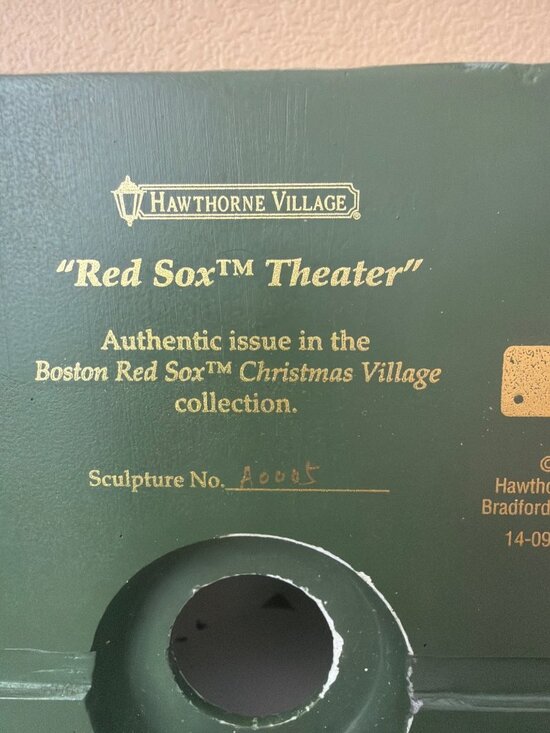 HAWTHORNE VILLAGE®
“Red Sox™ Theater”
Authentic issue in the
Boston Red Sox™ Christmas Village
collection.
Sculpture No. A0005
©
Hawtho
Bradford
14-09